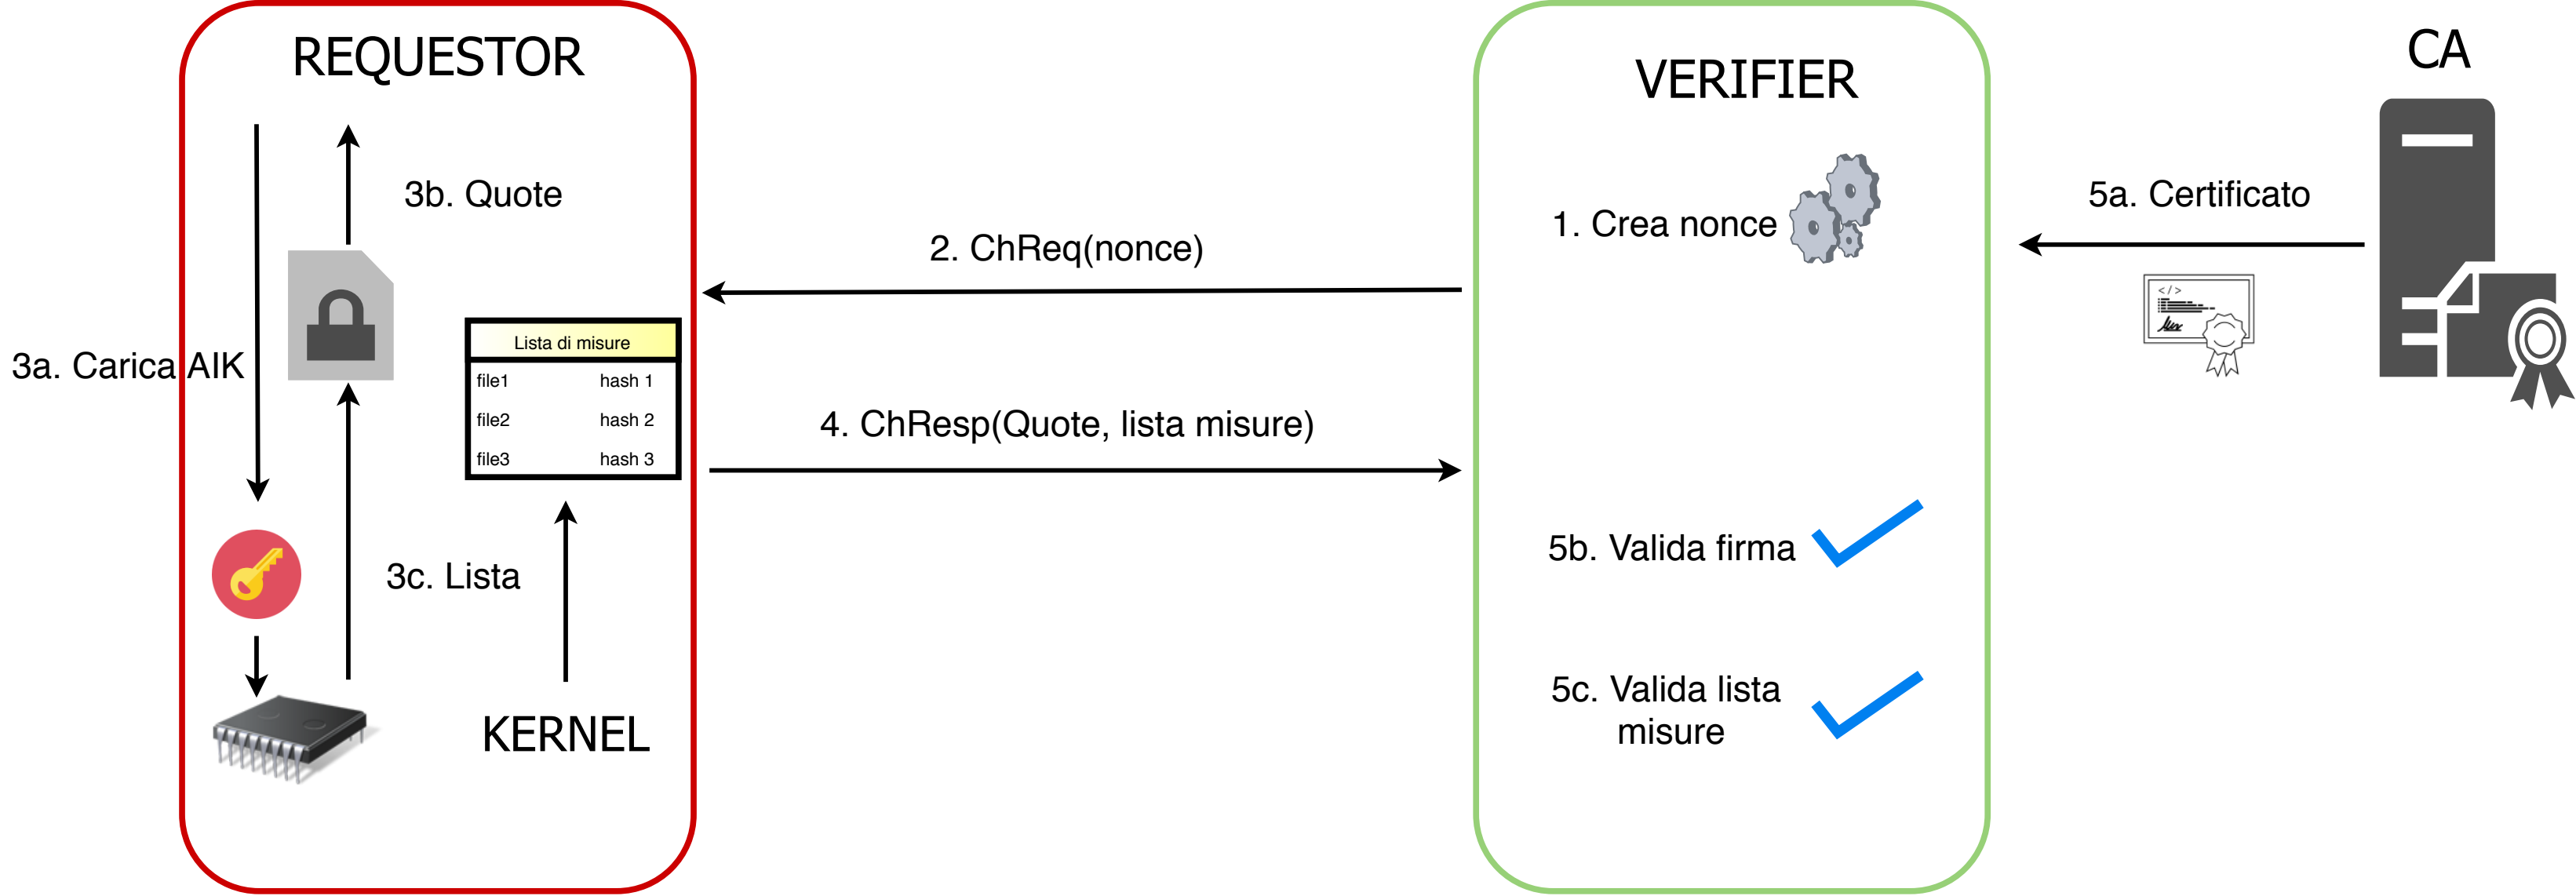 REQUESTOR
3b. Quote
3a. Carica AIK
Lista di misure
file1 hash 1
file2 hash 2
file3 hash 3
3c. Lista
KERNEL
2. ChReq(nonce)
4. ChResp(Quote, lista misure)
VERIFIER
1. Crea nonce
5b. Valida firma
5c. Valida lista
misure
CA
5a. Certificato